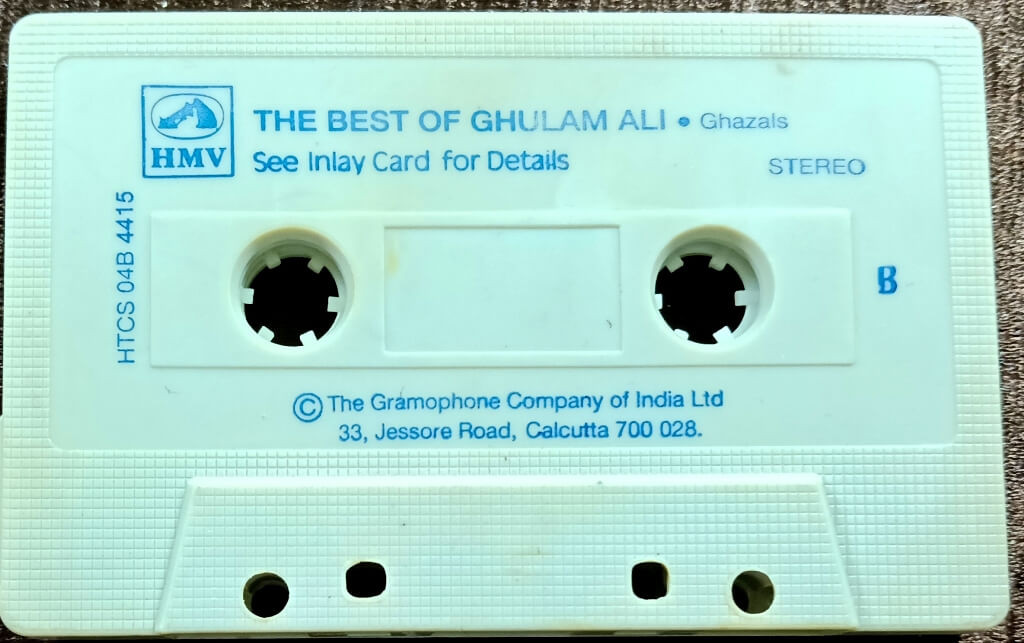 THE BEST OF GHULAM ALI • Ghazals
HMV
See Inlay Card for Details
STEREO
HTCS 04B 4415
B
© The Gramophone Company of India Ltd
33, Jessore Road, Calcutta 700 028.